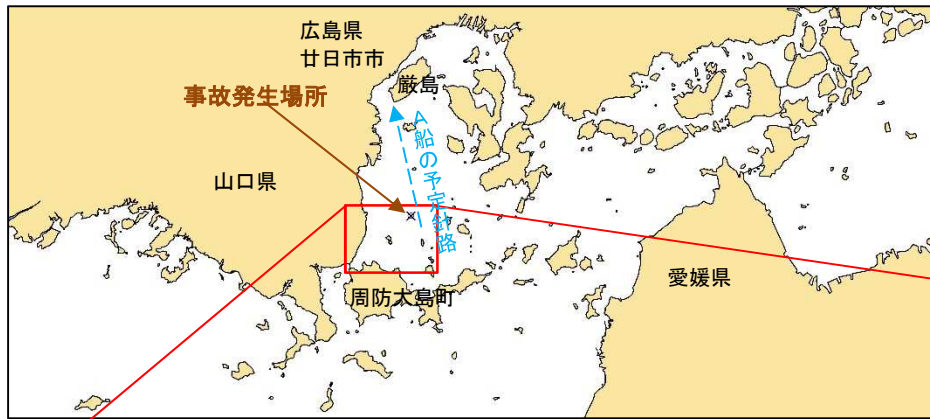 広島県
廿日市市
厳島
事故発生場所
A船の予定針路
山口県
愛媛県
周防大島町